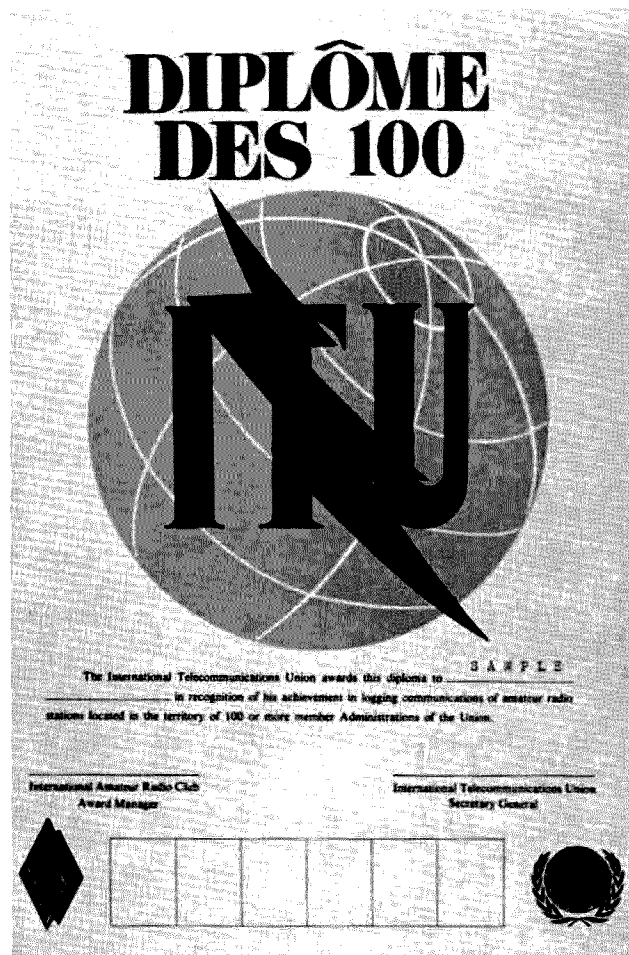 DIPLÔME
DES 100
ITU
SAMPLE
The International Telecommunications Union awards this diploma to
in recognition of his achievement in logging communications of amateur radio
stations located in the territory of 100 or more member Administrations of the Union.
International Amateur Radio Club
Award Manager
International Telecommunications Union
Secretary General